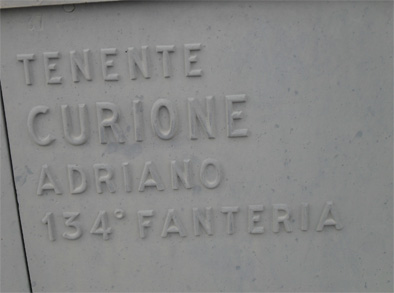 TENENTE
CURIONE
ADRIANO
134° FANTERIA